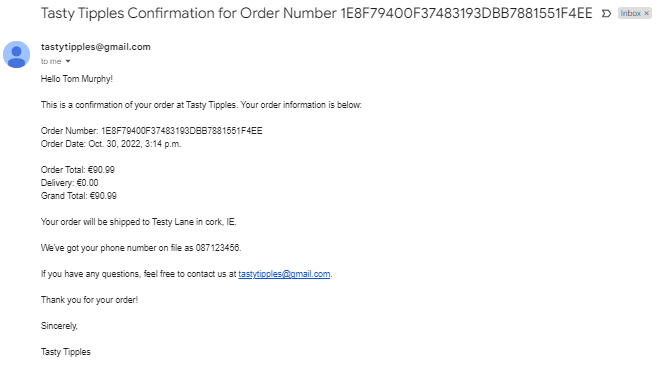 Tasty Tipples Confirmation for Order Number 1E8F79400F37483193DBB7881551F4EE Inbox ×
tastytipples@gmail.com
to me
Hello Tom Murphy!
This is a confirmation of your order at Tasty Tipples. Your order information is below:
Order Number: 1E8F79400F37483193DBB7881551F4EE
Order Date: Oct. 30, 2022, 3:14 p.m.
Order Total: €90.99
Delivery: €0.00
Grand Total: €90.99
Your order will be shipped to Testy Lane in cork, IE.
We've got your phone number on file as 087123456.
If you have any questions, feel free to contact us at tastytipples@gmail.com.
Thank you for your order!
Sincerely,
Tasty Tipples